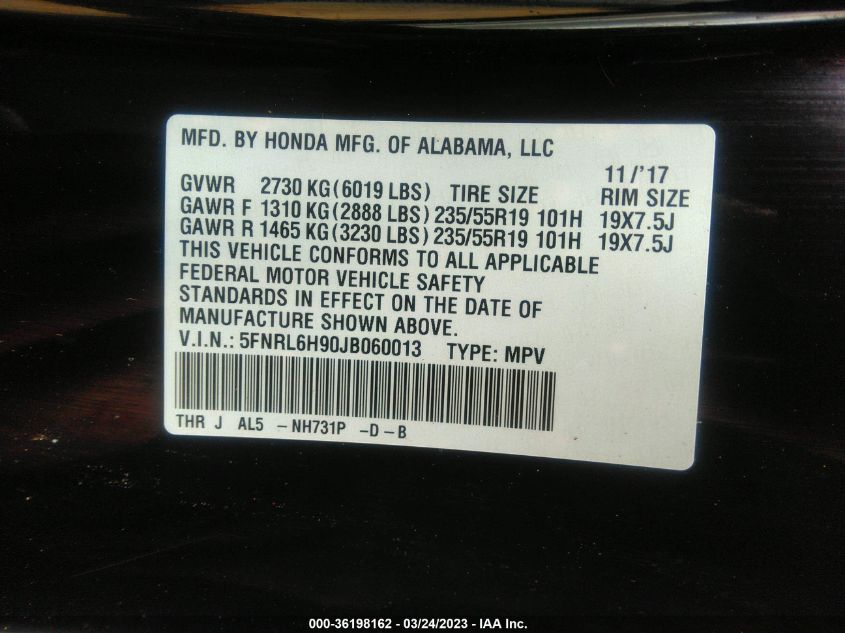 MFD. BY HONDA MFG. OF ALABAMA, LLC
11/'17
GVWR 2730 KG(6019 LBS) TIRE SIZE RIM SIZE
GAWR F 1310 KG(2888 LBS) 235/55R19 101H 19X7.5J
GAWR R 1465 KG(3230 LBS) 235/55R19 101H 19X7.5J
THIS VEHICLE CONFORMS TO ALL APPLICABLE
FEDERAL MOTOR VEHICLE SAFETY
STANDARDS IN EFFECT ON THE DATE OF
MANUFACTURE SHOWN ABOVE.
V.I.N.: 5FNRL6H90JB060013 TYPE: MPV
THR J AL5 - NH731P -D-B
000-36198162 - 03/24/2023 - IAA Inc.